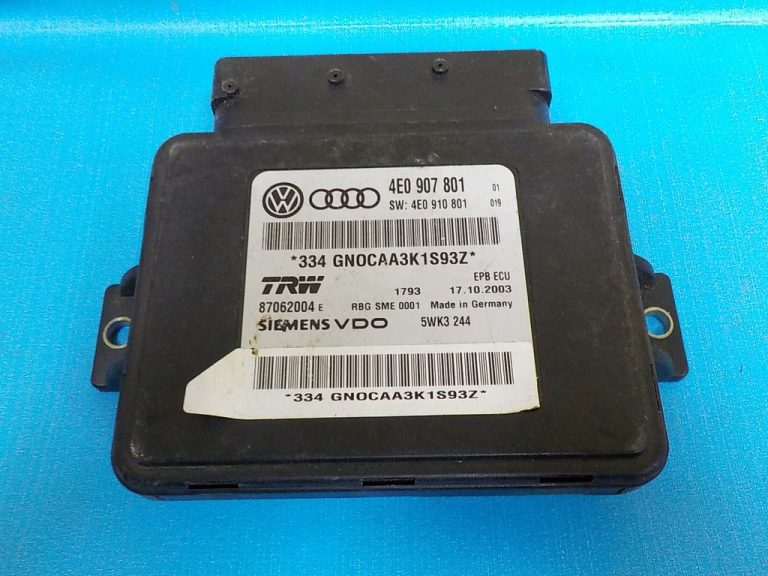 4E0 907 801 01
SW: 4E0 910 801 019
*334 GNOCAA3K1S93Z*
TRW EPB ECU
1793 17.10.2003
87062004 E RBG SME 0001 Made in Germany
SIEMENS VDO 5WK3 244
*334 GNOCAA3K1S93Z*